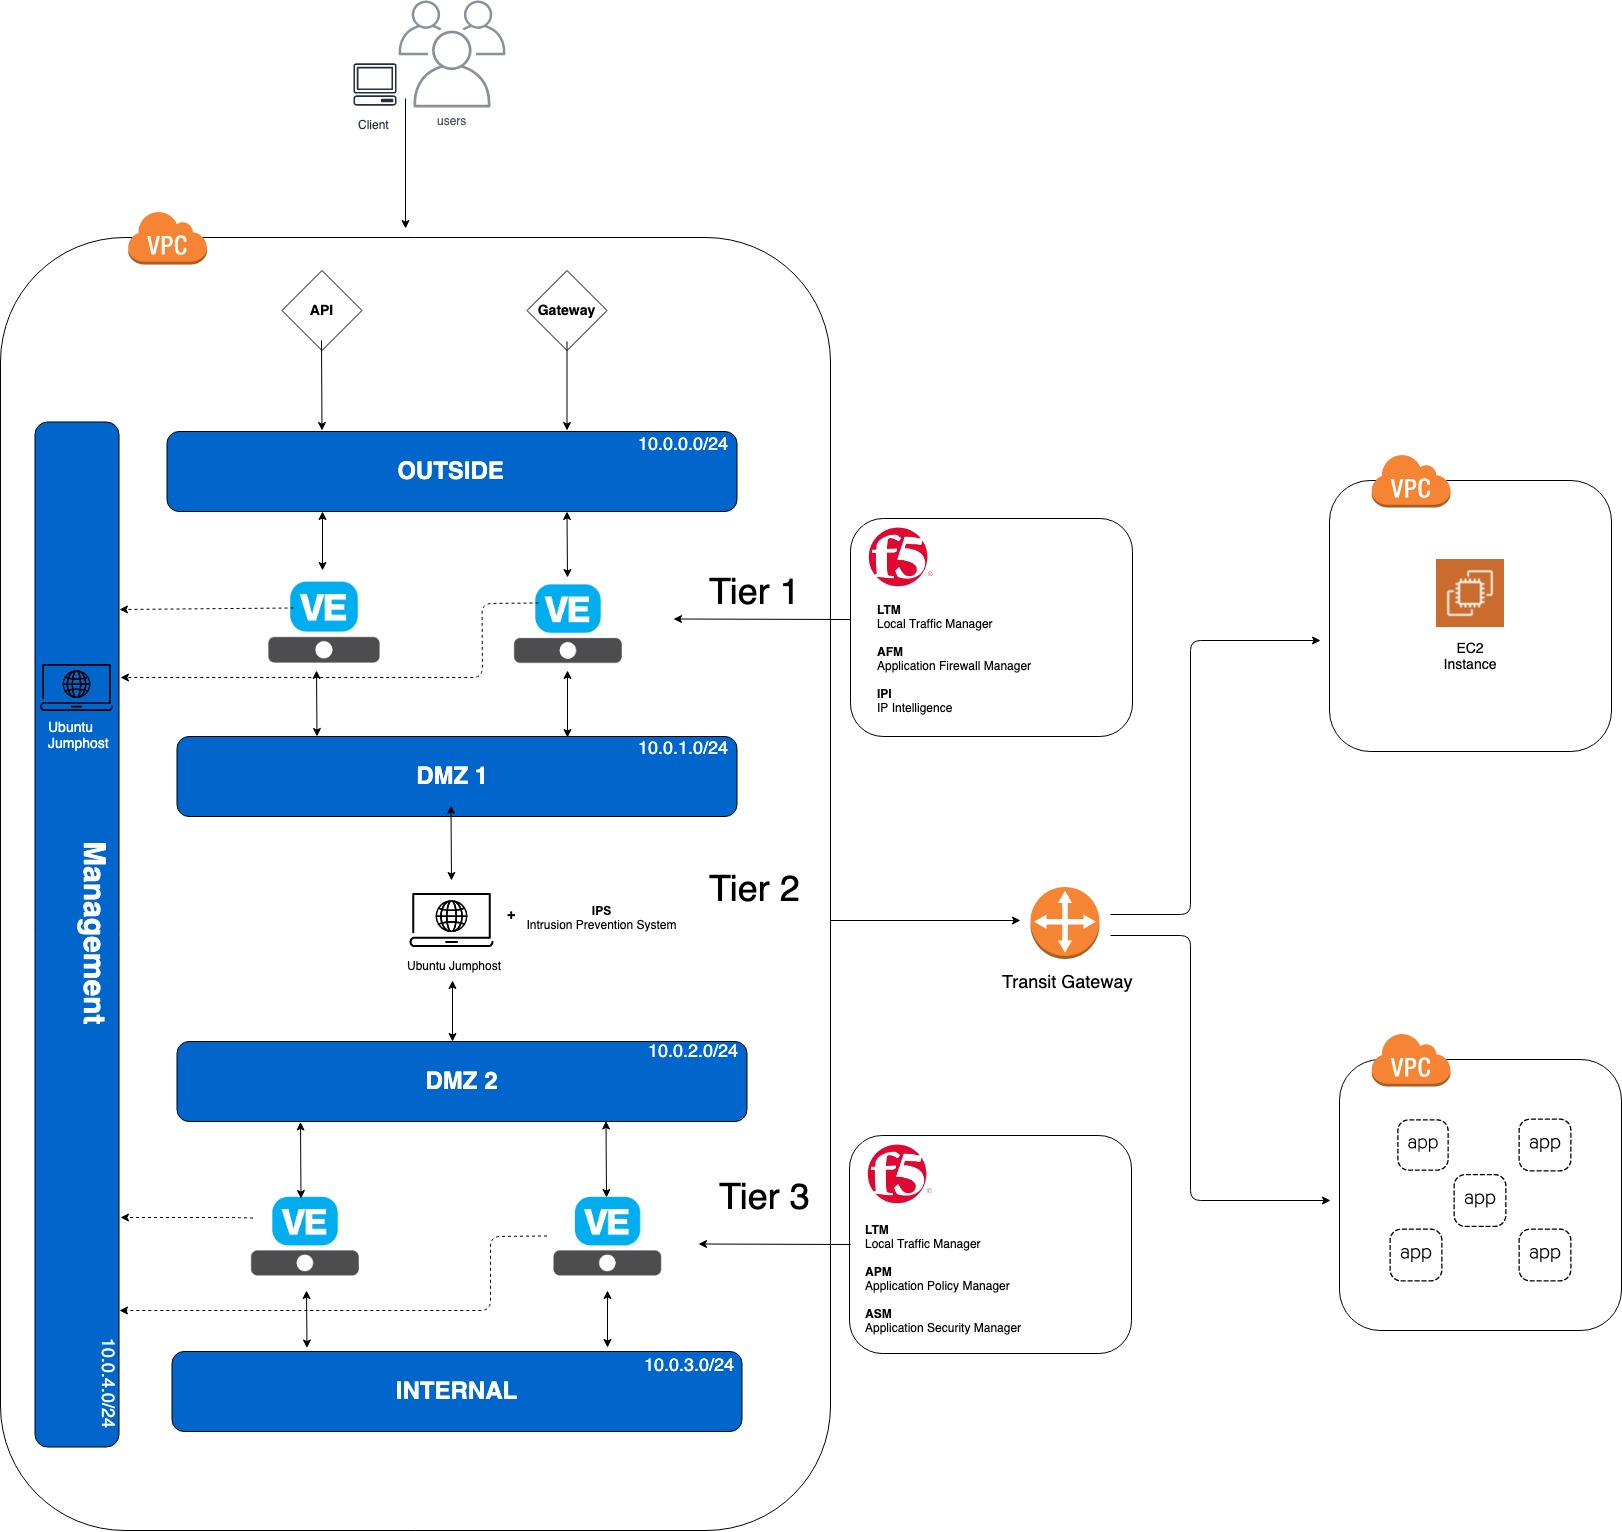 Client
users
VPC
API
Gateway
10.0.0.0/24
OUTSIDE
VE
VE
Tier 1
f5
LTM
Local Traffic Manager
AFM
Application Firewall Manager
IPI
IP Intelligence
VPC
EC2
Instance
Ubuntu
Jumphost
10.0.1.0/24
DMZ 1
Management
Tier 2
IPS
+
Intrusion Prevention System
Ubuntu Jumphost
Transit Gateway
10.0.2.0/24
DMZ 2
VPC
app
app
app
app
app
VE
VE
Tier 3
f5
LTM
Local Traffic Manager
APM
Application Policy Manager
ASM
Application Security Manager
10.0.4.0/24
10.0.3.0/24
INTERNAL